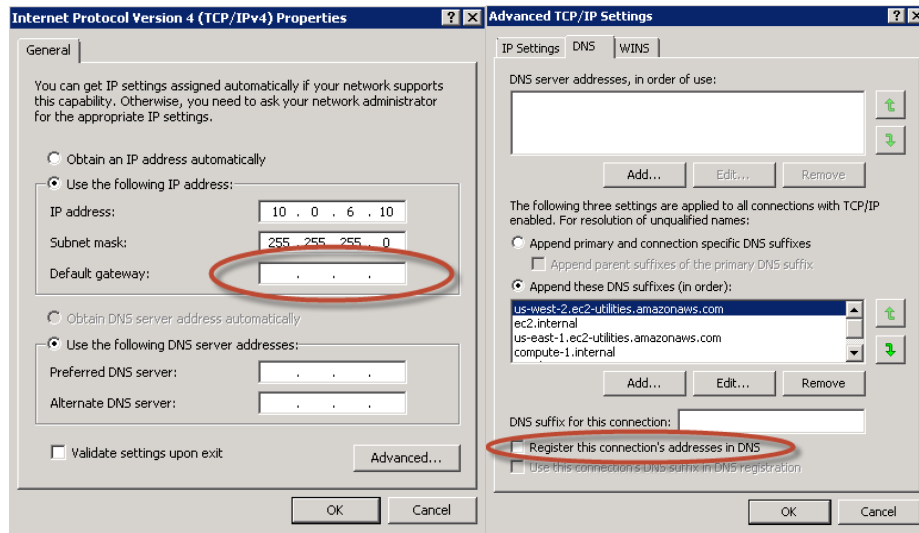 Internet Protocol Version 4 (TCP/IPv4) Properties
General
You can get IP settings assigned automatically if your network supports
this capability. Otherwise, you need to ask your network administrator
for the appropriate IP settings.
Obtain an IP address automatically
Use the following IP address:
IP address: 10 . 0 . 6 . 10
Subnet mask: 255 . 255 . 255 . 0
Default gateway: . . .
Obtain DNS server address automatically
Use the following DNS server addresses:
Preferred DNS server: . . .
Alternate DNS server: . . .
Validate settings upon exit
Advanced...
OK Cancel
Advanced TCP/IP Settings
IP Settings DNS WINS
DNS server addresses, in order of use:
Add... Edit... Remove
The following three settings are applied to all connections with TCP/IP
enabled. For resolution of unqualified names:
Append primary and connection specific DNS suffixes
Append parent suffixes of the primary DNS suffix
Append these DNS suffixes (in order):
us-west-2.ec2-utilities.amazonaws.com
ec2.internal
us-east-1.ec2-utilities.amazonaws.com
compute-1.internal
Add... Edit... Remove
DNS suffix for this connection:
Register this connection's addresses in DNS
Use this connection's DNS suffix in DNS registration
OK Cancel